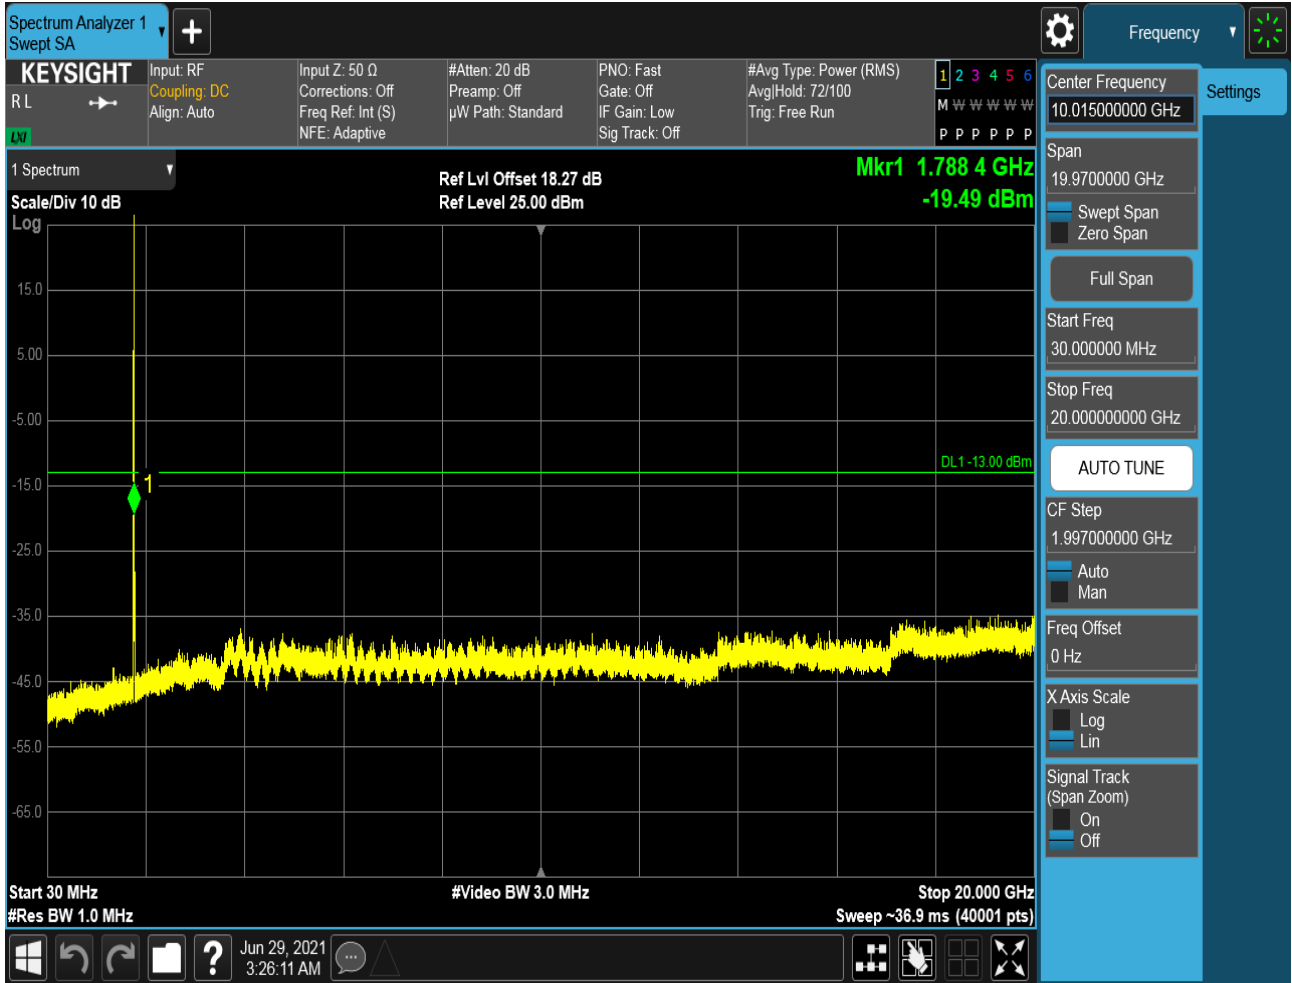 Spectrum Analyzer 1
Swept SA
Frequency
KEYSIGHT
R L
LXI
Input: RF
Coupling: DC
Align: Auto
Input Z: 50 Ω
Corrections: Off
Freq Ref: Int (S)
NFE: Adaptive
#Atten: 20 dB
Preamp: Off
µW Path: Standard
PNO: Fast
Gate: Off
IF Gain: Low
Sig Track: Off
#Avg Type: Power (RMS)
Avg|Hold: 72/100
Trig: Free Run
1 2 3 4 5 6
M W W W W W
P P P P P P
1 Spectrum
Scale/Div 10 dB
Log
Ref Lvl Offset 18.27 dB
Ref Level 25.00 dBm
Mkr1 1.788 4 GHz
-19.49 dBm
15.0
5.00
-5.00
-15.0
-25.0
-35.0
-45.0
-55.0
-65.0
1
DL1 -13.00 dBm
Start 30 MHz
#Res BW 1.0 MHz
#Video BW 3.0 MHz
Stop 20.000 GHz
Sweep ~36.9 ms (40001 pts)
Center Frequency
10.015000000 GHz
Span
19.9700000 GHz
Swept Span
Zero Span
Full Span
Start Freq
30.000000 MHz
Stop Freq
20.000000000 GHz
AUTO TUNE
CF Step
1.997000000 GHz
Auto
Man
Freq Offset
0 Hz
X Axis Scale
Log
Lin
Signal Track
(Span Zoom)
On
Off
Settings
?
Jun 29, 2021
3:26:11 AM